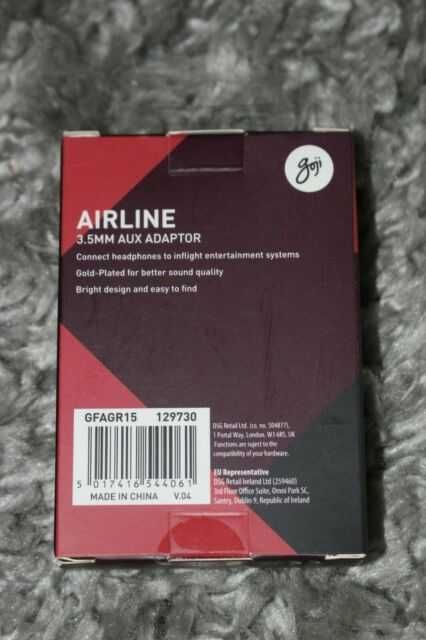 goji
AIRLINE
3.5MM AUX ADAPTOR
Connect headphones to inflight entertainment systems
Gold-Plated for better sound quality
Bright design and easy to find
GFAGR15 129730
5 017416 544061
MADE IN CHINA V.04
DSG Retail Ltd. (co. no. 504877),
1 Portal Way, London, W3 6RS, UK
Functions are suject to the
compatibility of your hardware.
EU Representative
DSG Retail Ireland Ltd (259460)
3rd Floor Office Suite, Omni Park SC,
Santry, Dublin 9, Republic of Ireland